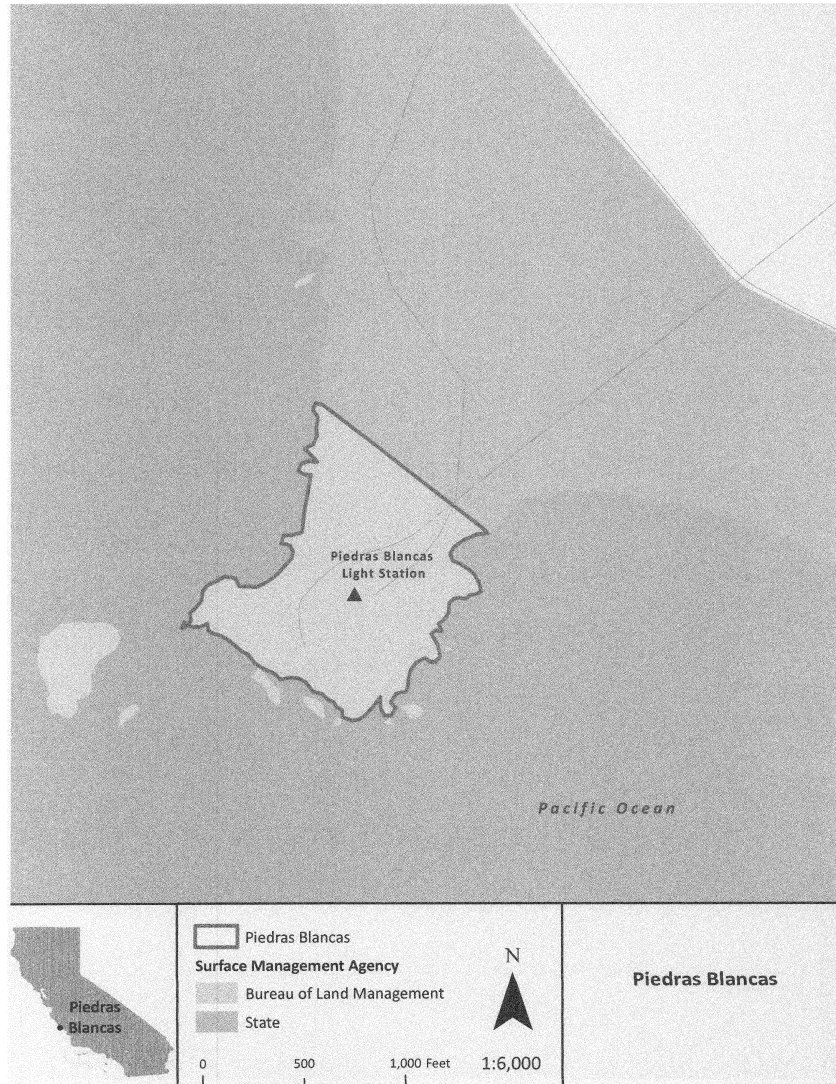 Piedras Blancas
Light Station
Pacific Ocean
Piedras
Blancas
Piedras Blancas
Surface Management Agency
Bureau of Land Management
State
0 500 1,000 Feet
N
1:6,000
Piedras Blancas